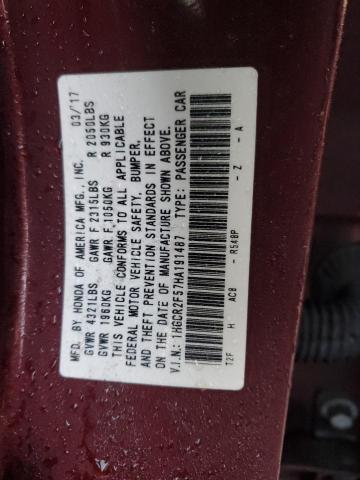 MFD. BY HONDA OF AMERICA MFG., INC. 03/17
GVWR 4321LBS GAWR F 2315LBS R 2050LBS
GVWR 1960KG GAWR F 1050KG R 930KG
THIS VEHICLE CONFORMS TO ALL APPLICABLE
FEDERAL MOTOR VEHICLE SAFETY, BUMPER,
AND THEFT PREVENTION STANDARDS IN EFFECT
ON THE DATE OF MANUFACTURE SHOWN ABOVE.
V.I.N.: 1HGCR2F57HA191487 TYPE: PASSENGER CAR
T2F H ACB - R548P - Z - A